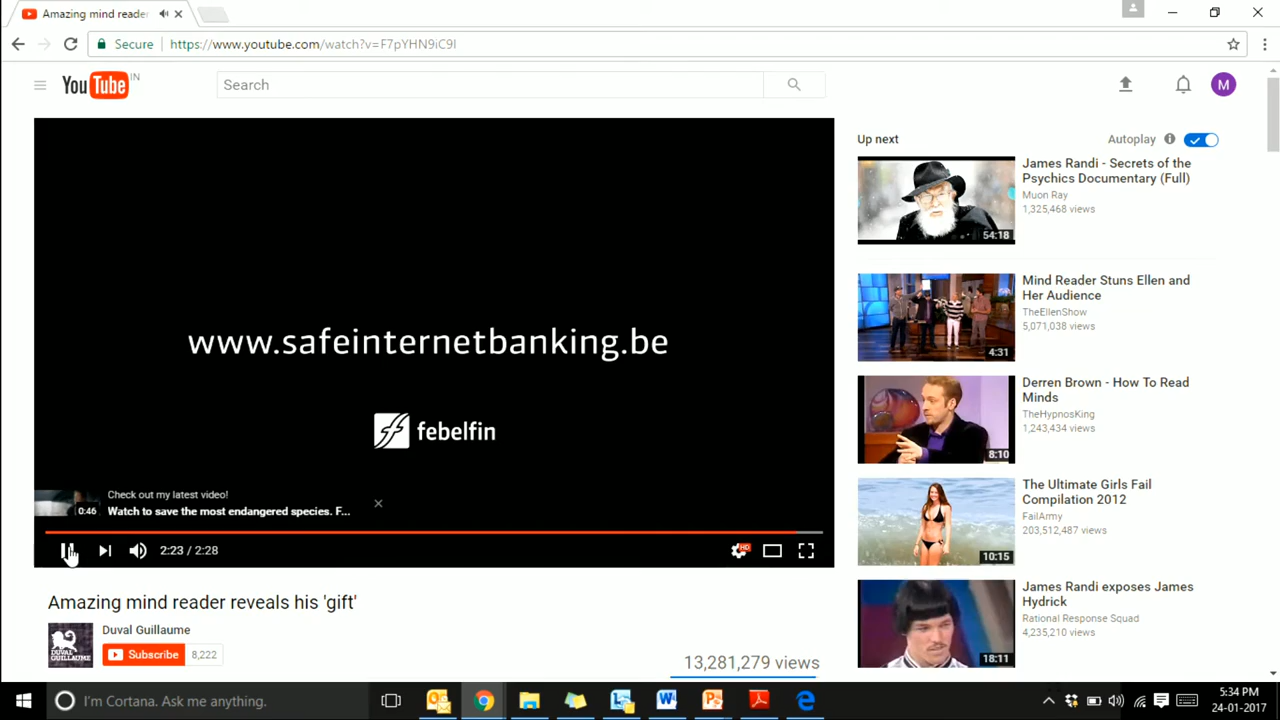 Amazing mind reader
Secure
https://www.youtube.com/watch?v=F7pYHN9iC9I
YouTube IN
Search
M
Up next
Autoplay
www.safeinternetbanking.be
febelfin
0:46
Check out my latest video!
Watch to save the most endangered species. F...
2:23 / 2:28
HD
Amazing mind reader reveals his 'gift'
DUVAL
GUILLAUME
Duval Guillaume
Subscribe 8,222
13,281,279 views
54:18
James Randi - Secrets of the
Psychics Documentary (Full)
Muon Ray
1,325,468 views
4:31
Mind Reader Stuns Ellen and
Her Audience
TheEllenShow
5,071,038 views
8:10
Derren Brown - How To Read
Minds
TheHypnosKing
1,243,434 views
10:15
The Ultimate Girls Fail
Compilation 2012
FailArmy
203,512,487 views
18:11
James Randi exposes James
Hydrick
Rational Response Squad
4,235,210 views
I'm Cortana. Ask me anything.
5:34 PM
24-01-2017